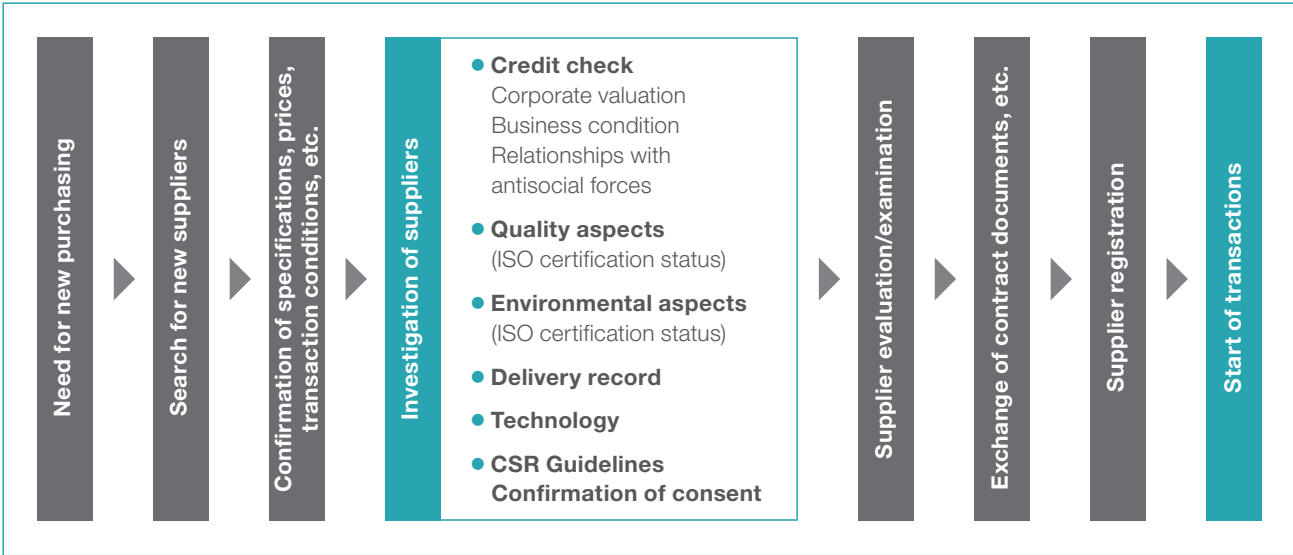 Need for new purchasing
Search for new suppliers
Confirmation of specifications, prices,
transaction conditions, etc.
Investigation of suppliers
● Credit check
Corporate valuation
Business condition
Relationships with
antisocial forces
● Quality aspects
(ISO certification status)
● Environmental aspects
(ISO certification status)
● Delivery record
● Technology
● CSR Guidelines
Confirmation of consent
Supplier evaluation/examination
Exchange of contract documents, etc.
Supplier registration
Start of transactions